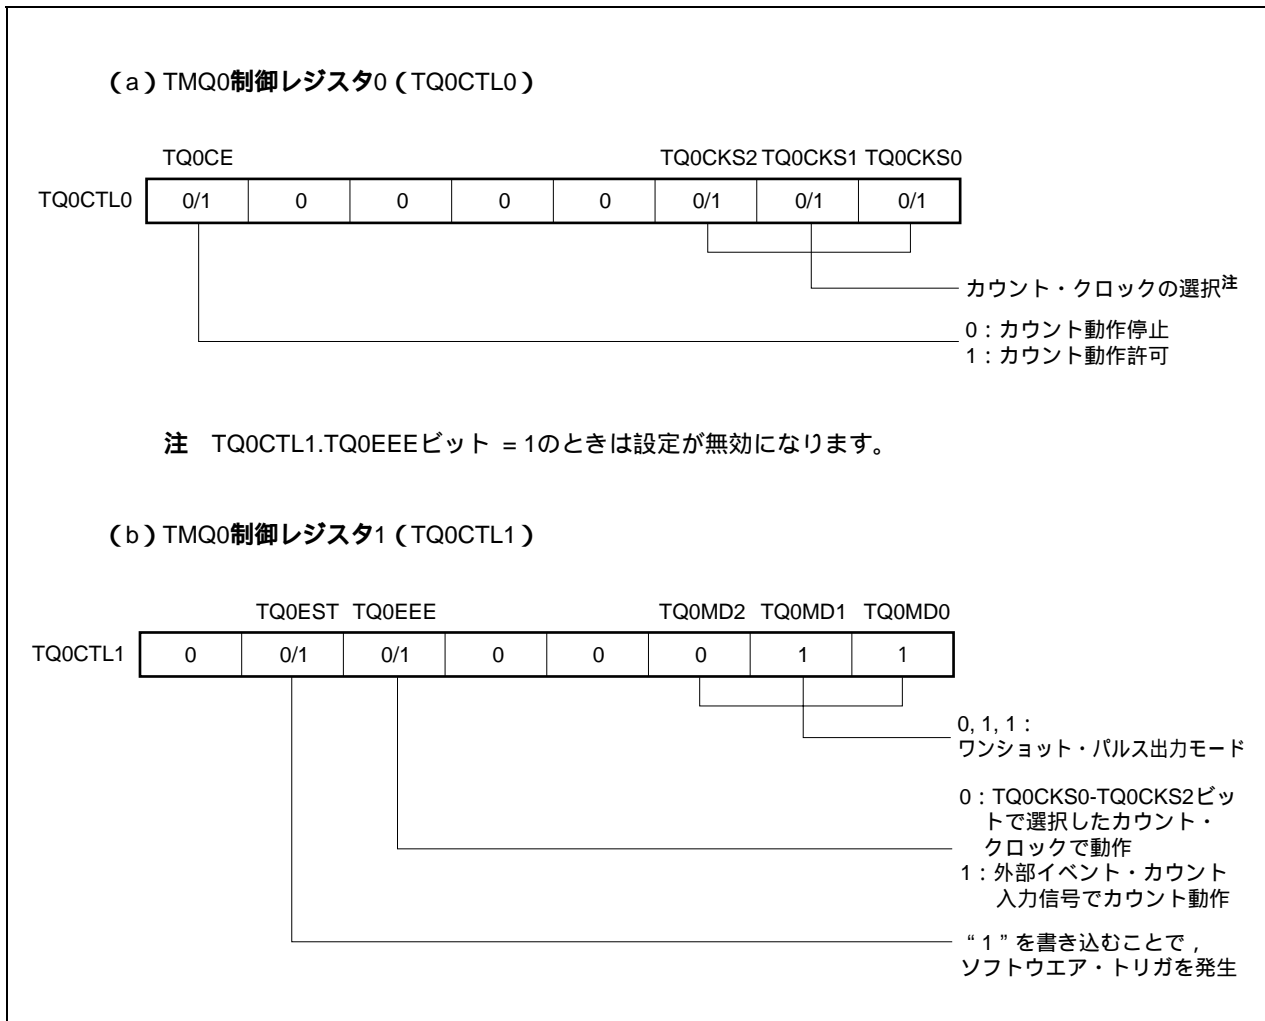 （a）TMQ0制御レジスタ0（TQ0CTL0）
TQ0CE TQ0CKS2 TQ0CKS1 TQ0CKS0
TQ0CTL0 0/1 0 0 0 0 0/1 0/1 0/1
カウント・クロックの選択注
0：カウント動作停止
1：カウント動作許可
注 TQ0CTL1.TQ0EEEビット = 1のときは設定が無効になります。
（b）TMQ0制御レジスタ1（TQ0CTL1）
TQ0EST TQ0EEE TQ0MD2 TQ0MD1 TQ0MD0
TQ0CTL1 0 0/1 0/1 0 0 0 1 1
0, 1, 1：
ワンショット・パルス出力モード
0：TQ0CKS0-TQ0CKS2ビッ
トで選択したカウント・
クロックで動作
1：外部イベント・カウント
入力信号でカウント動作
“1”を書き込むことで，
ソフトウエア・トリガを発生